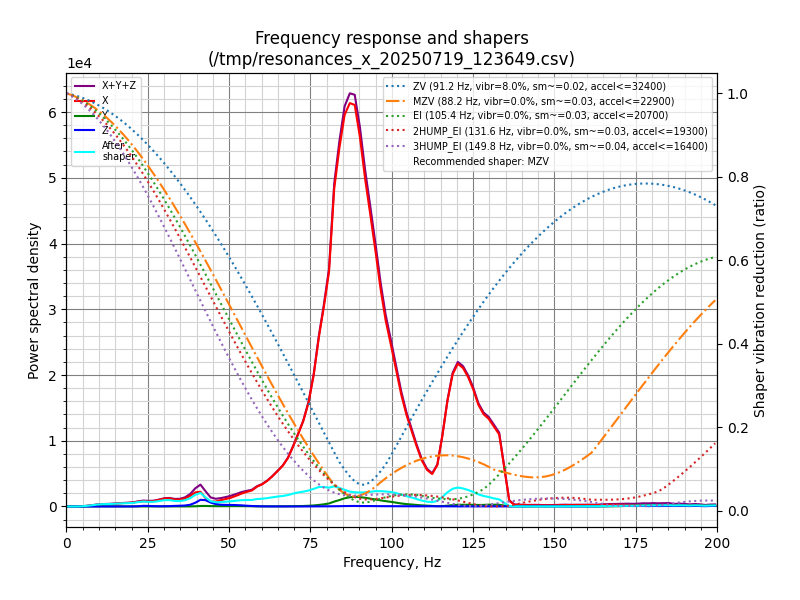 Frequency response and shapers
(/tmp/resonances_x_20250719_123649.csv)
1e4
X+Y+Z
X
Y
Z
After
shaper
ZV (91.2 Hz, vibr=8.0%, sm~=0.02, accel<=32400)
MZV (88.2 Hz, vibr=0.0%, sm~=0.03, accel<=22900)
EI (105.4 Hz, vibr=0.0%, sm~=0.03, accel<=20700)
2HUMP_EI (131.6 Hz, vibr=0.0%, sm~=0.03, accel<=19300)
3HUMP_EI (149.8 Hz, vibr=0.0%, sm~=0.04, accel<=16400)
Recommended shaper: MZV
Power spectral density
6
5
4
3
2
1
0
1.0
0.8
0.6
0.4
0.2
0.0
Shaper vibration reduction (ratio)
0 25 50 75 100 125 150 175 200
Frequency, Hz